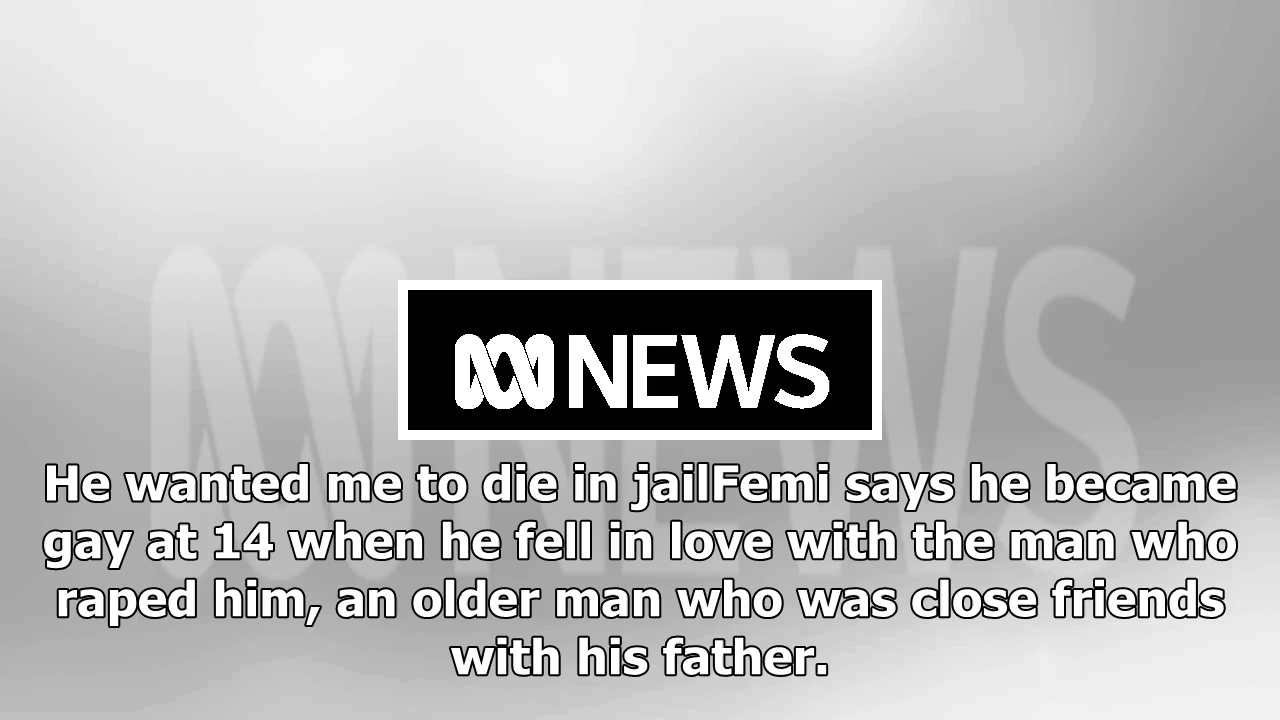 NEWS
NEWS
He wanted me to die in jailFemi says he became
gay at 14 when he fell in love with the man who
raped him, an older man who was close friends
with his father.